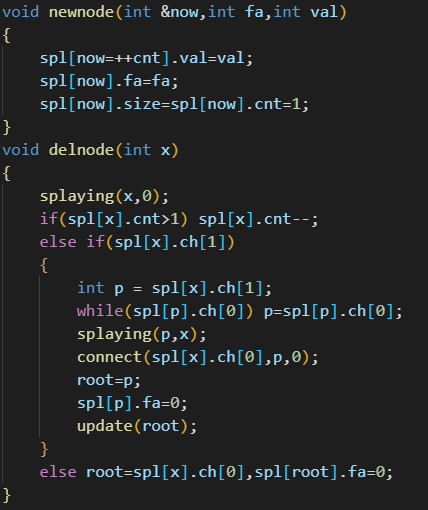 void newnode(int &now,int fa,int val)
{
    spl[now=++cnt].val=val;
    spl[now].fa=fa;
    spl[now].size=spl[now].cnt=1;
}
void delnode(int x)
{
    splaying(x,0);
    if(spl[x].cnt>1) spl[x].cnt--;
    else if(spl[x].ch[1])
    {
        int p = spl[x].ch[1];
        while(spl[p].ch[0]) p=spl[p].ch[0];
        splaying(p,x);
        connect(spl[x].ch[0],p,0);
        root=p;
        spl[p].fa=0;
        update(root);
    }
    else root=spl[x].ch[0],spl[root].fa=0;
}